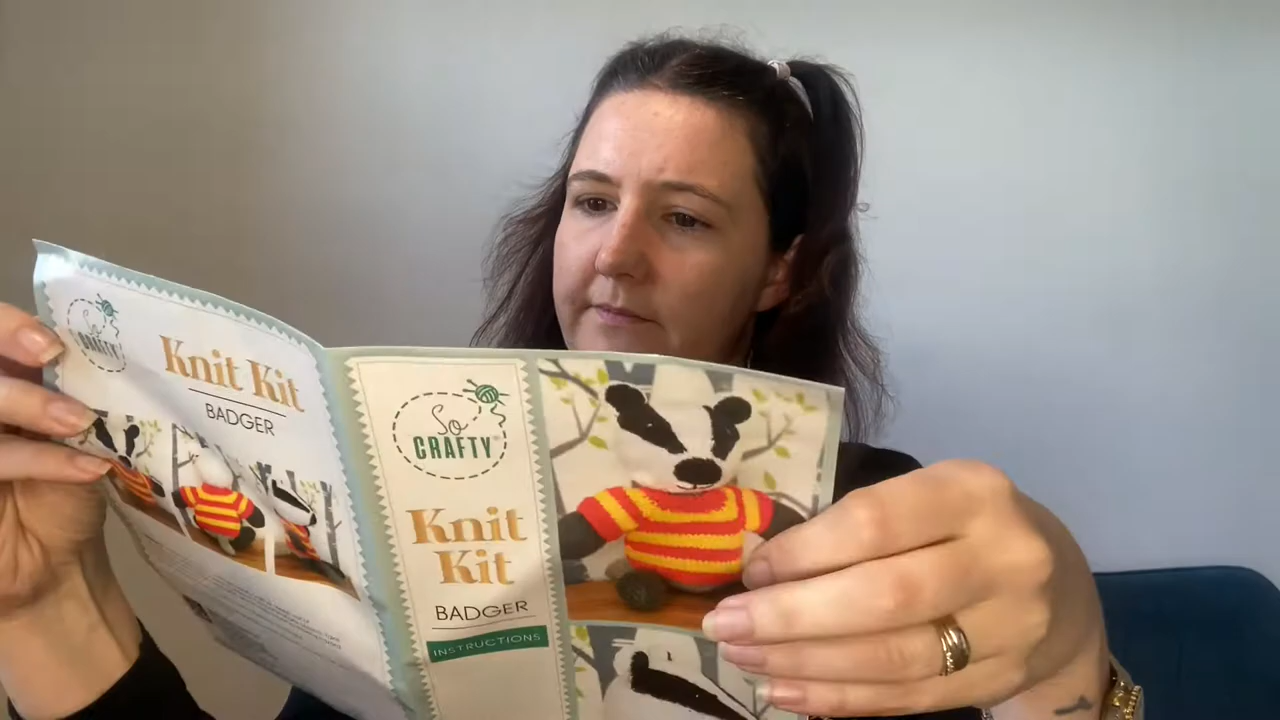 So
CRAFTY
Knit Kit
BADGER
So
CRAFTY
Knit
Kit
BADGER
INSTRUCTIONS